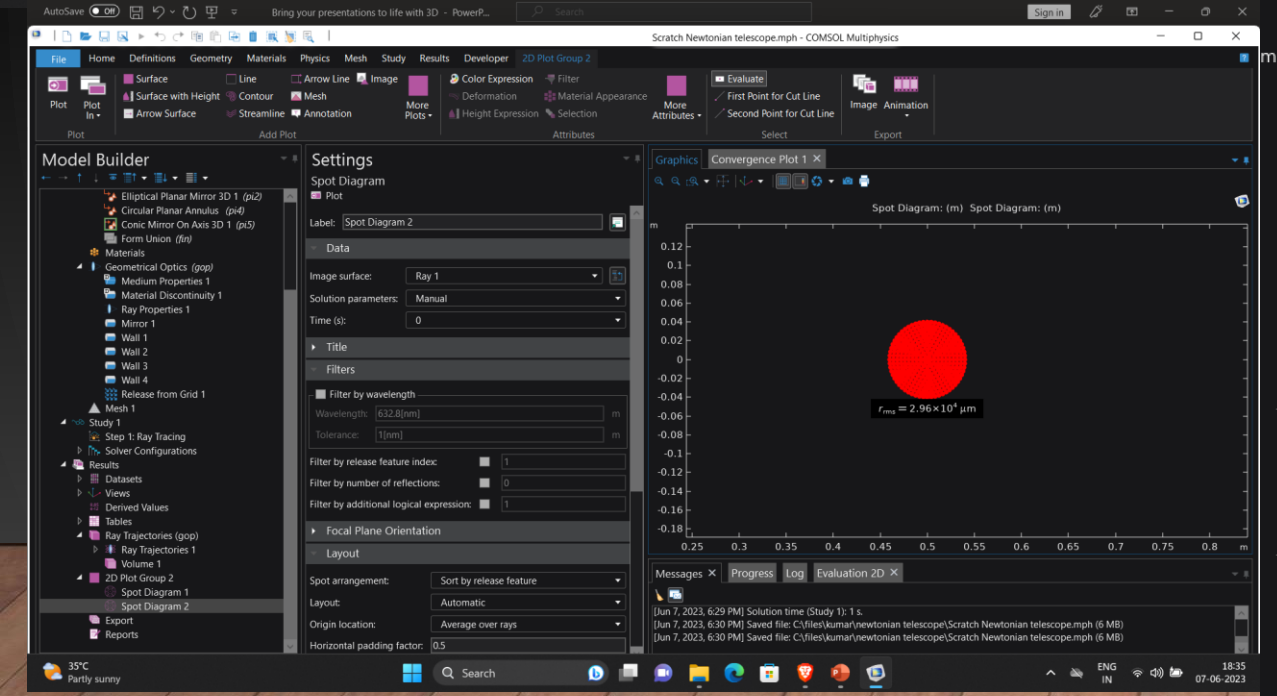 AutoSave Off
Bring your presentations to life with 3D - PowerP...
Search
Sign in
Scratch Newtonian telescope.mph - COMSOL Multiphysics
File Home Definitions Geometry Materials Physics Mesh Study Results Developer 2D Plot Group 2
m
Plot
Plot In
Plot
Surface
Surface with Height
Arrow Surface
Line
Contour
Streamline
Arrow Line
Mesh
Annotation
Image
More Plots
Add Plot
Color Expression
Deformation
Height Expression
Filter
Material Appearance
Selection
More Attributes
Attributes
Evaluate
First Point for Cut Line
Second Point for Cut Line
Select
Image
Animation
Export
Model Builder
Elliptical Planar Mirror 3D 1 (pi2)
Circular Planar Annulus (pi4)
Conic Mirror On Axis 3D 1 (pi5)
Form Union (fin)
Materials
Geometrical Optics (gop)
Medium Properties 1
Material Discontinuity 1
Ray Properties 1
Mirror 1
Wall 1
Wall 2
Wall 3
Wall 4
Release from Grid 1
Mesh 1
Study 1
Step 1: Ray Tracing
Solver Configurations
Results
Datasets
Views
Derived Values
Tables
Ray Trajectories (gop)
Ray Trajectories 1
Volume 1
2D Plot Group 2
Spot Diagram 1
Spot Diagram 2
Export
Reports
Settings
Spot Diagram
Plot
Label: Spot Diagram 2
Data
Image surface: Ray 1
Solution parameters: Manual
Time (s): 0
Title
Filters
Filter by wavelength
Wavelength: 632.8[nm] m
Tolerance: 1[nm] m
Filter by release feature index: 1
Filter by number of reflections: 0
Filter by additional logical expression: 1
Focal Plane Orientation
Layout
Spot arrangement: Sort by release feature
Layout: Automatic
Origin location: Average over rays
Horizontal padding factor: 0.5
Graphics Convergence Plot 1
Spot Diagram: (m) Spot Diagram: (m)
m
0.12
0.1
0.08
0.06
0.04
0.02
0
-0.02
-0.04
-0.06
-0.08
-0.1
-0.12
-0.14
-0.16
-0.18
r_rms = 2.96×10⁴ μm
0.25 0.3 0.35 0.4 0.45 0.5 0.55 0.6 0.65 0.7 0.75 0.8 m
Messages Progress Log Evaluation 2D
[Jun 7, 2023, 6:29 PM] Solution time (Study 1): 1 s.
[Jun 7, 2023, 6:30 PM] Saved file: C:\files\kumar\newtonian telescope\Scratch Newtonian telescope.mph (6 MB)
[Jun 7, 2023, 6:30 PM] Saved file: C:\files\kumar\newtonian telescope\Scratch Newtonian telescope.mph (6 MB)
35°C
Partly sunny
Search
ENG
IN
18:35
07-06-2023